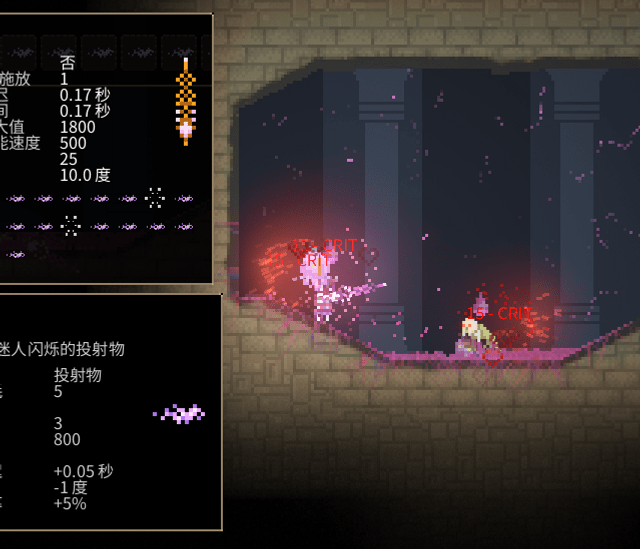 否
施放 1
0.17 秒
间 0.17 秒
大值 1800
能速度 500
25
10.0 度
迷人闪烁的投射物
投射物
5
3
800
+0.05 秒
-1 度
+5%
CRIT
CRIT
15 - CRIT